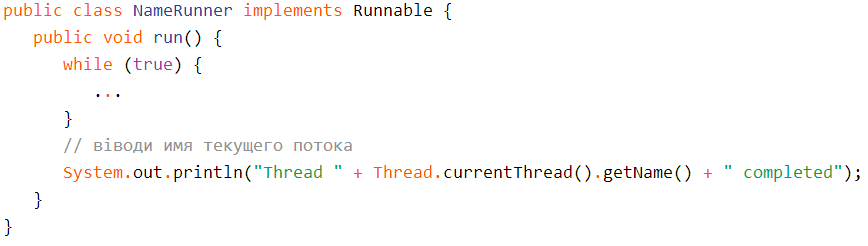 public class NameRunner implements Runnable {
public void run() {
while (true) {
...
}
// віводи имя текущего потока
System.out.println("Thread " + Thread.currentThread().getName() + " completed");
}
}